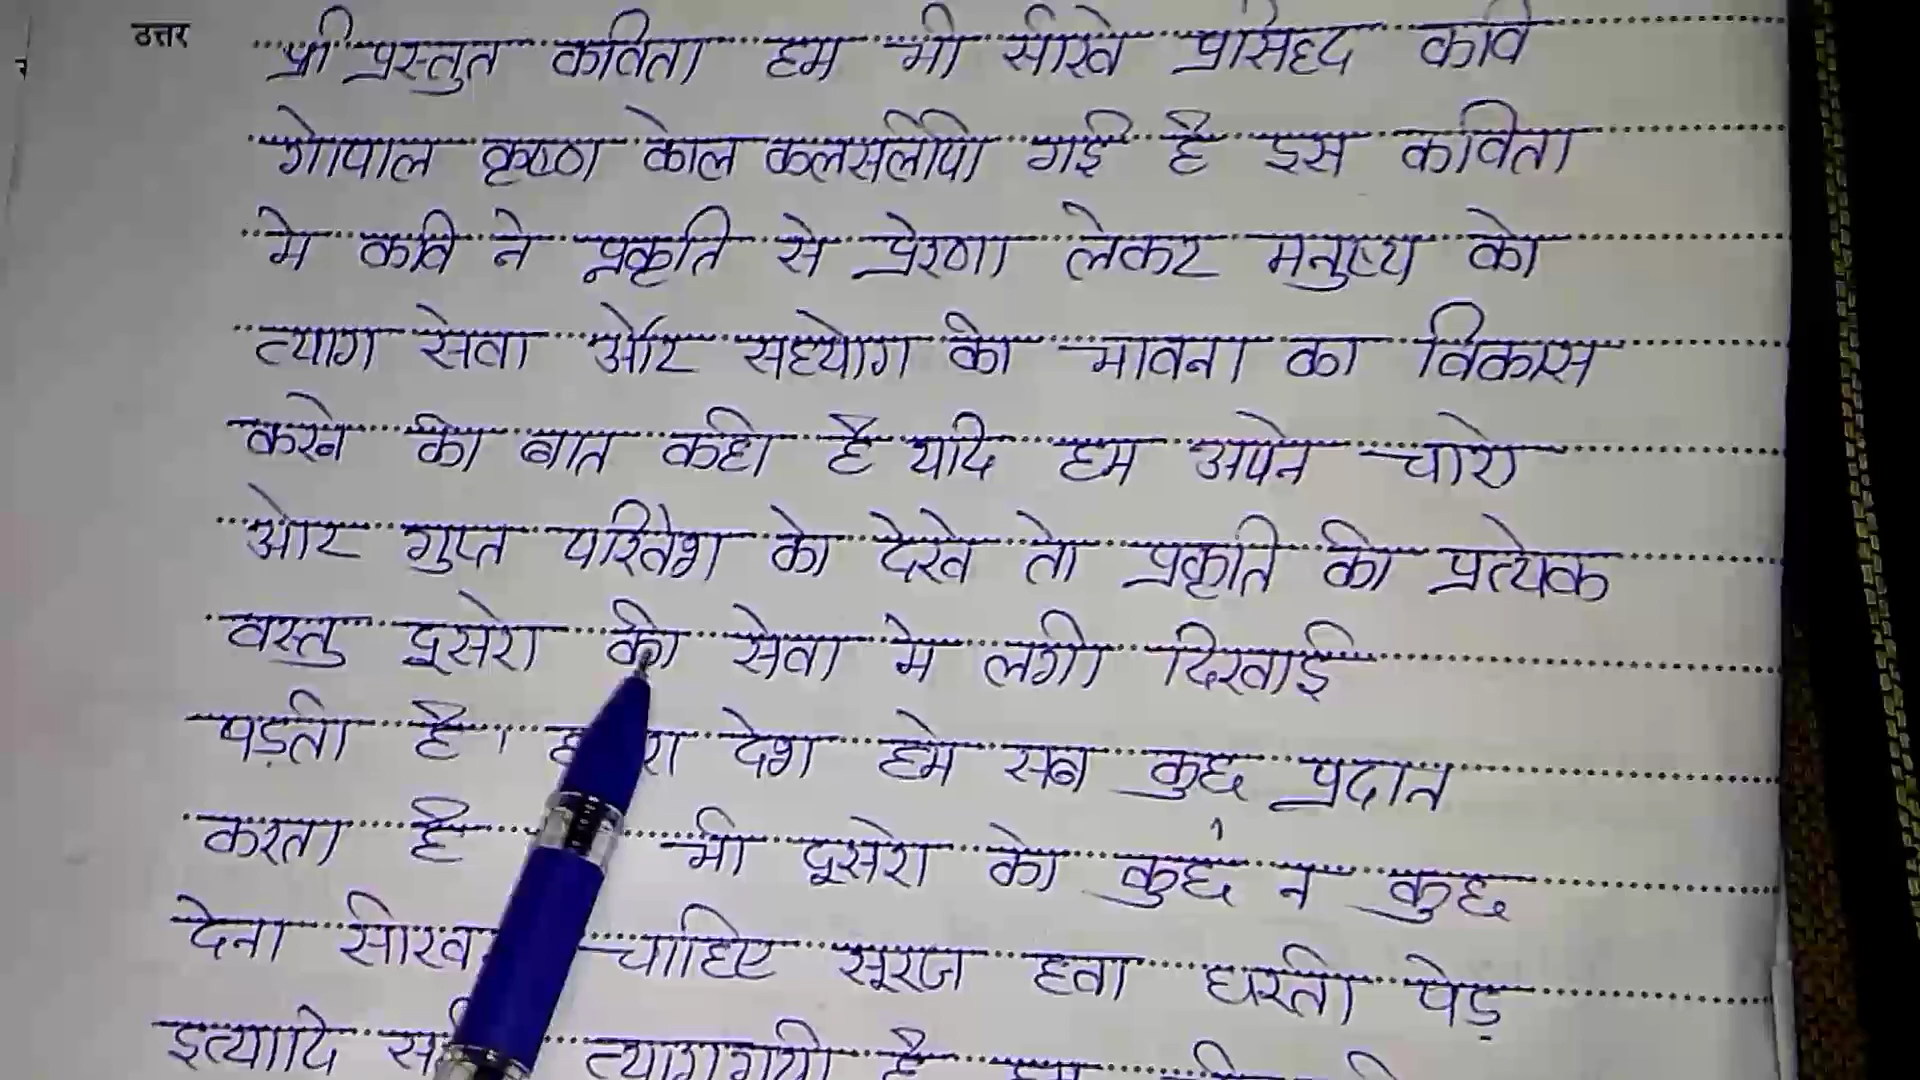 उत्तर
प्री प्रस्तुत कविता हम भी सीखे प्रसिद्द कवि
गोपाल कृष्ण कोल गई है इस कविता
मे कवि ने प्रकृति से प्रेरणा लेकर मनुष्य को
त्याग सेवा और सहयोग की भावना का विकास
करने की बात कही है यदि हम अपने चारो
ओर गुप्त परिवेश को देखे तो प्रकृति की प्रत्येक
वस्तु दूसरो की सेवा मे लगी दिखाई
पड़ती है। देश हमे सब कुछ प्रदान
करता है भी दूसरो को कुछ न कुछ
देना चाहिए सूरज हवा धरती पेड़
इत्यादि है